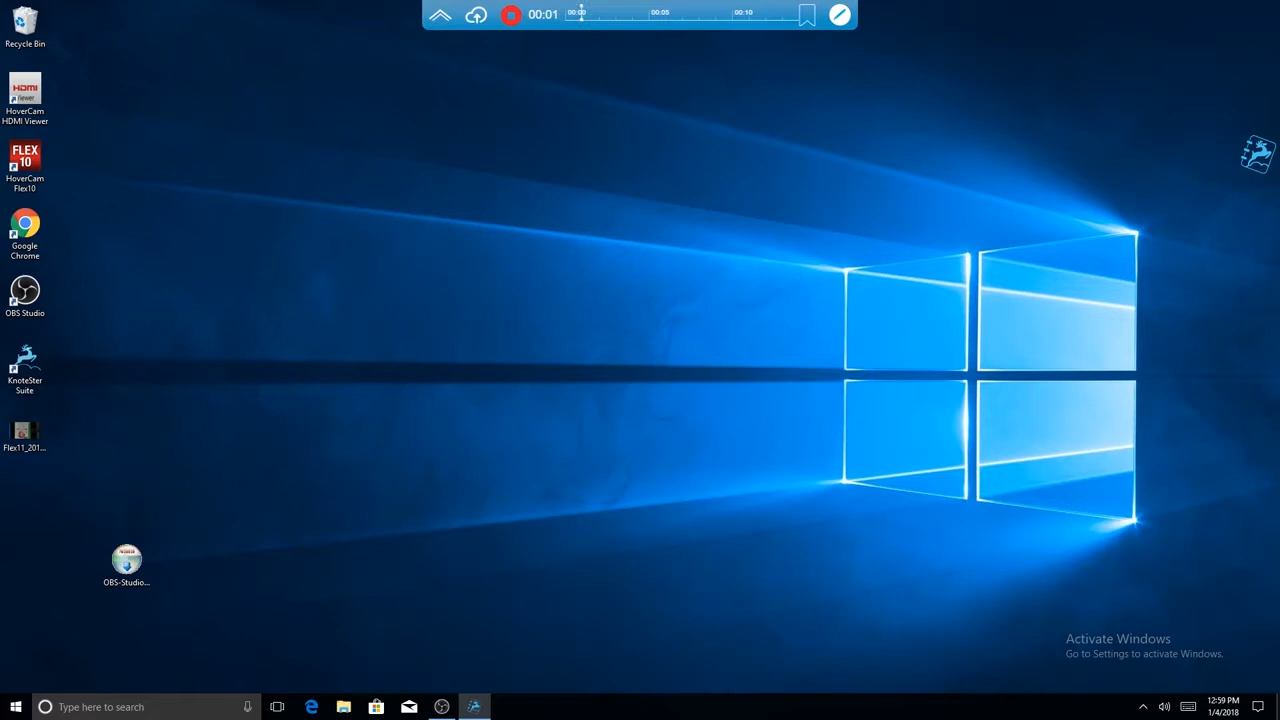 00:01
00:00
00:05
00:10
Recycle Bin
HDMI
Viewer
HoverCam
HDMI Viewer
FLEX
10
HoverCam
Flex10
Google
Chrome
OBS Studio
KnoteSter
Suite
Flex11_201...
OBS-Studio...
Activate Windows
Go to Settings to activate Windows.
Type here to search
12:59 PM
1/4/2018